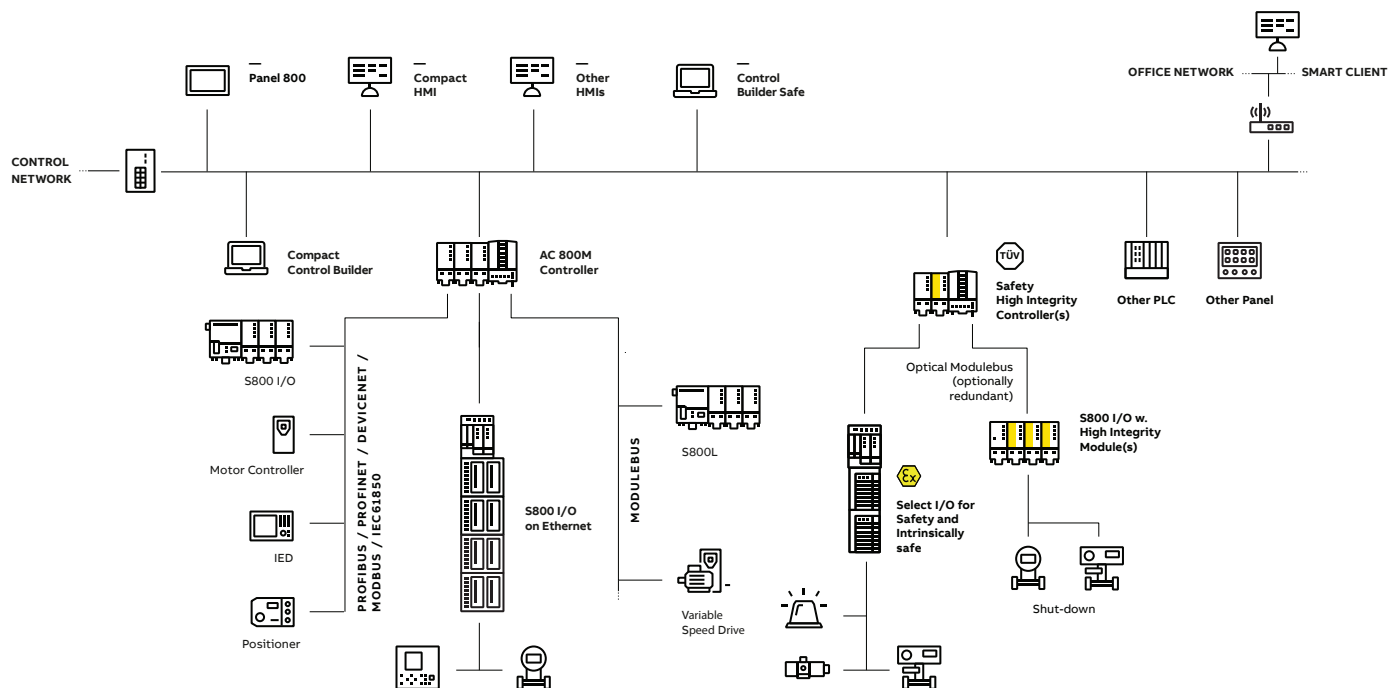 OFFICE NETWORK
SMART CLIENT
Panel 800
Compact
HMI
Other
HMIs
Control
Builder Safe
CONTROL
NETWORK
Compact
Control Builder
AC 800M
Controller
TÜV
Safety
High Integrity
Controller(s)
Other PLC
Other Panel
S800 I/O
Motor Controller
IED
Positioner
PROFIBUS / PROFINET / DEVICENET /
MODBUS / IEC61850
S800 I/O
on Ethernet
MODULEBUS
S800L
Variable
Speed Drive
Optical Modulebus
(optionally
redundant)
Ex
Select I/O for
Safety and
Intrinsically
safe
S800 I/O w.
High Integrity
Module(s)
Shut-down